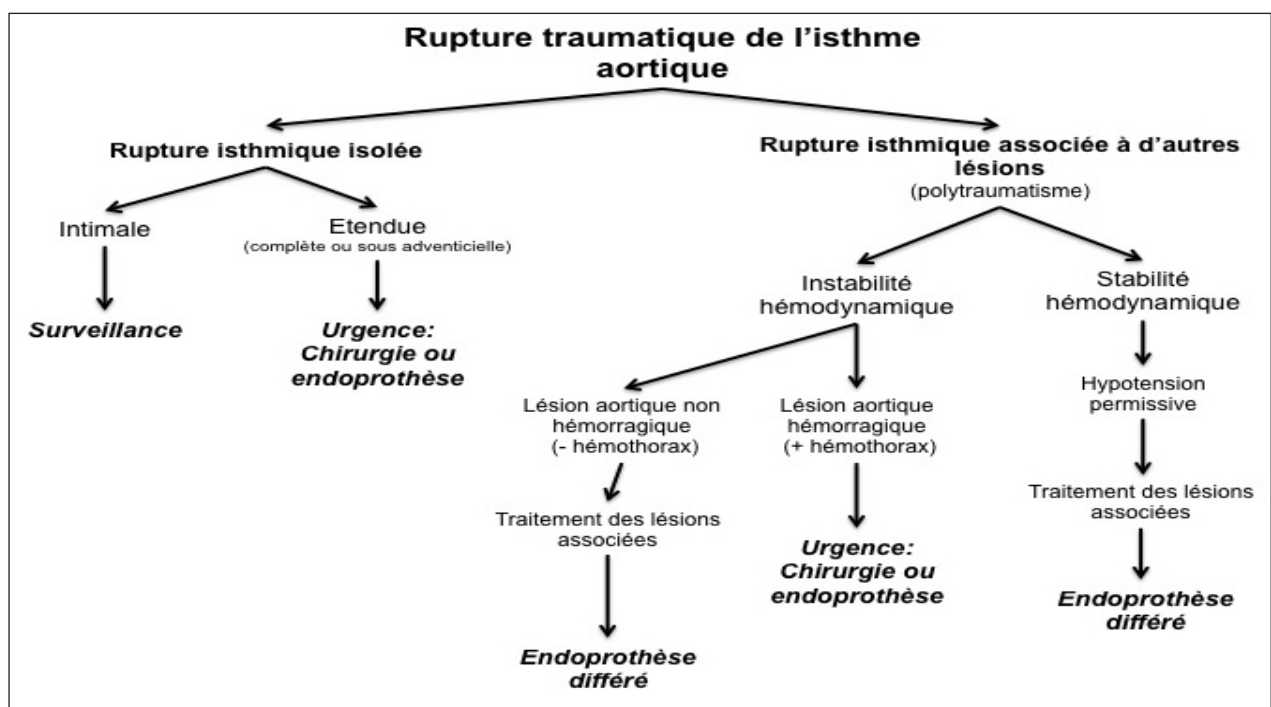 Rupture traumatique de l'isthme
aortique
Rupture isthmique isolée
Rupture isthmique associée à d'autres
lésions
(polytraumatisme)
Intimale
Etendue
(complète ou sous adventicielle)
Surveillance
Urgence:
Chirurgie ou
endoprothèse
Instabilité
hémodynamique
Stabilité
hémodynamique
Lésion aortique non
hémorragique
(- hémothorax)
Lésion aortique
hémorragique
(+ hémothorax)
Hypotension
permissive
Traitement des lésions
associées
Urgence:
Chirurgie ou
endoprothèse
Traitement des lésions
associées
Endoprothèse
différé
Endoprothèse
différé